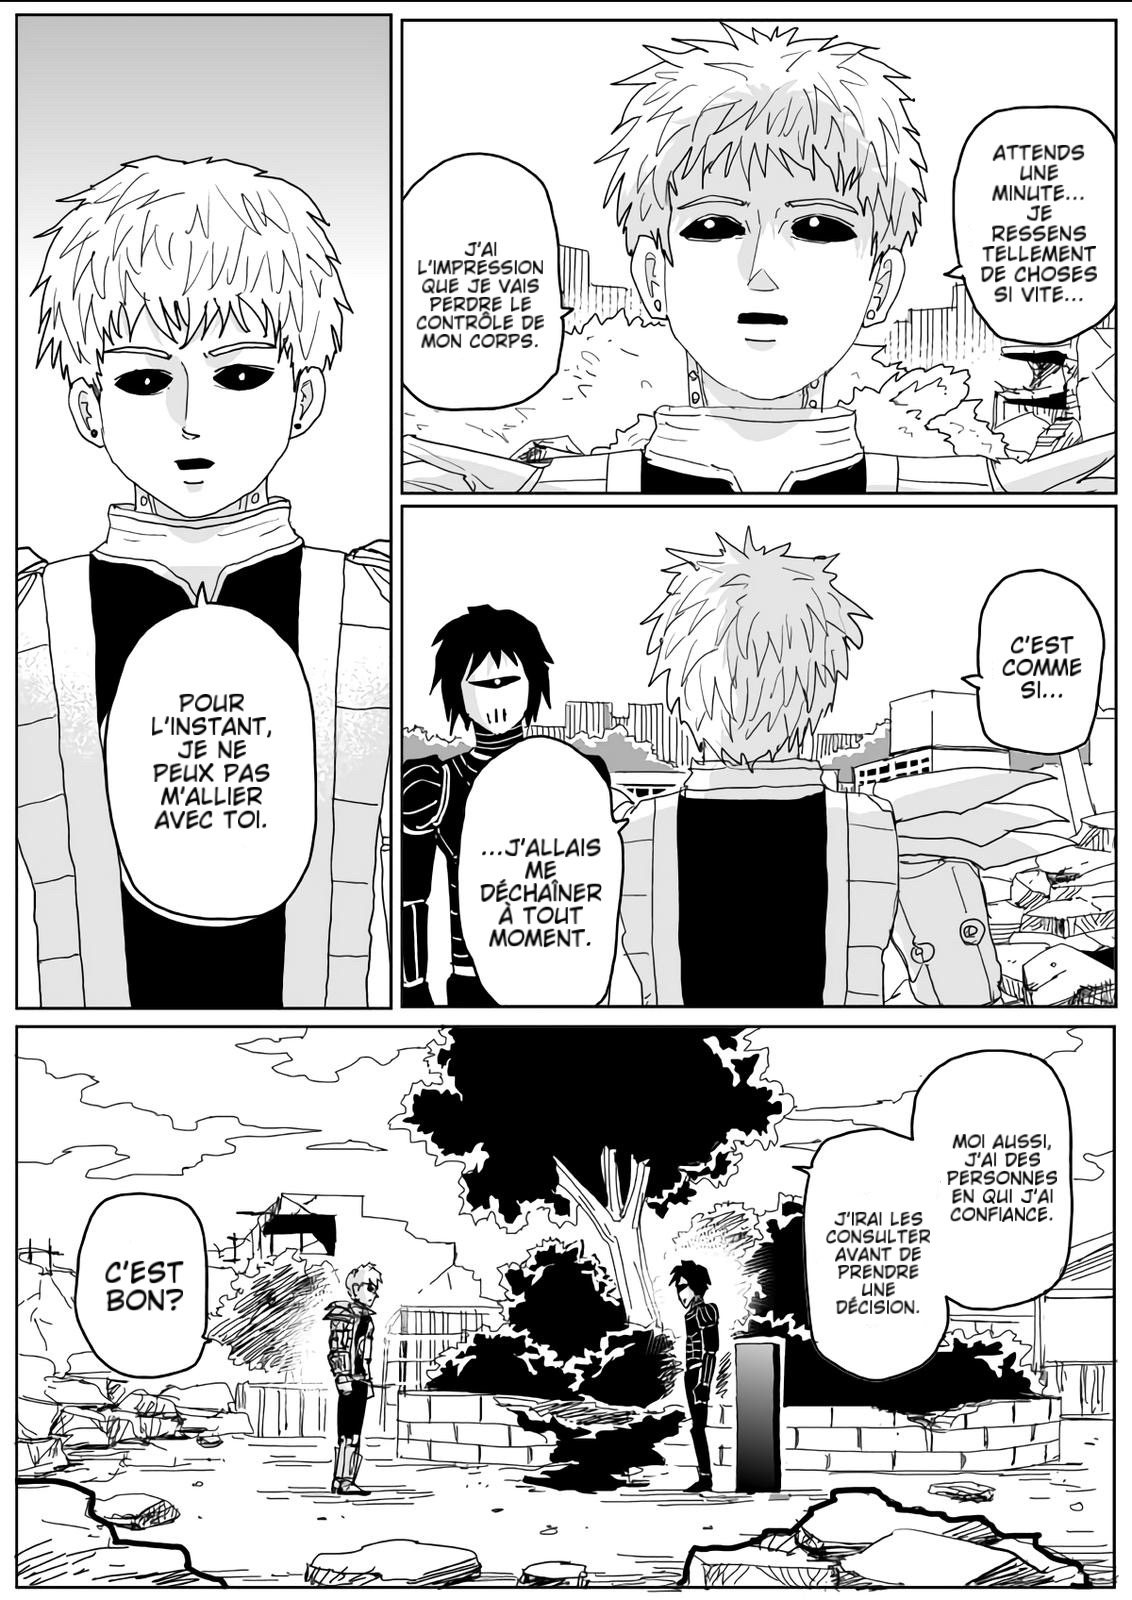 ATTENDS
UNE
MINUTE...
JE
RESSENS
TELLEMENT
DE CHOSES
SI VITE...
J'AI
L'IMPRESSION
QUE JE VAIS
PERDRE LE
CONTRÔLE DE
MON CORPS.
C'EST
COMME
SI...
...J'ALLAIS
ME
DÉCHAÎNER
À TOUT
MOMENT.
POUR
L'INSTANT,
JE NE
PEUX PAS
M'ALLIER
AVEC TOI.
MOI AUSSI,
J'AI DES
PERSONNES
EN QUI J'AI
CONFIANCE.
J'IRAI LES
CONSULTER
AVANT DE
PRENDRE
UNE
DÉCISION.
C'EST
BON?